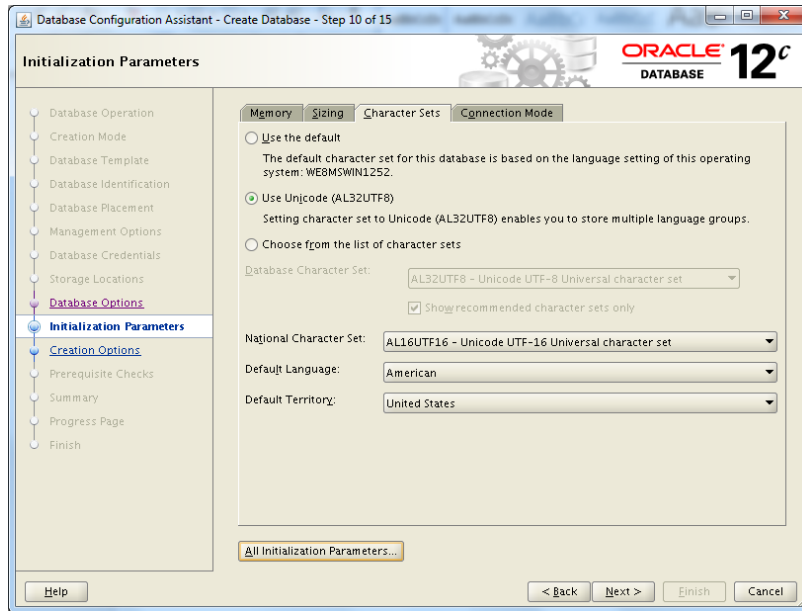 Database Configuration Assistant - Create Database - Step 10 of 15
Initialization Parameters
ORACLE
DATABASE
12c
Database Operation
Creation Mode
Database Template
Database Identification
Database Placement
Management Options
Database Credentials
Storage Locations
Database Options
Initialization Parameters
Creation Options
Prerequisite Checks
Summary
Progress Page
Finish
Memory Sizing Character Sets Connection Mode
Use the default
The default character set for this database is based on the language setting of this operating
system: WE8MSWIN1252.
Use Unicode (AL32UTF8)
Setting character set to Unicode (AL32UTF8) enables you to store multiple language groups.
Choose from the list of character sets
Database Character Set: AL32UTF8 - Unicode UTF-8 Universal character set
Show recommended character sets only
National Character Set: AL16UTF16 - Unicode UTF-16 Universal character set
Default Language: American
Default Territory: United States
All Initialization Parameters...
Help < Back Next > Finish Cancel